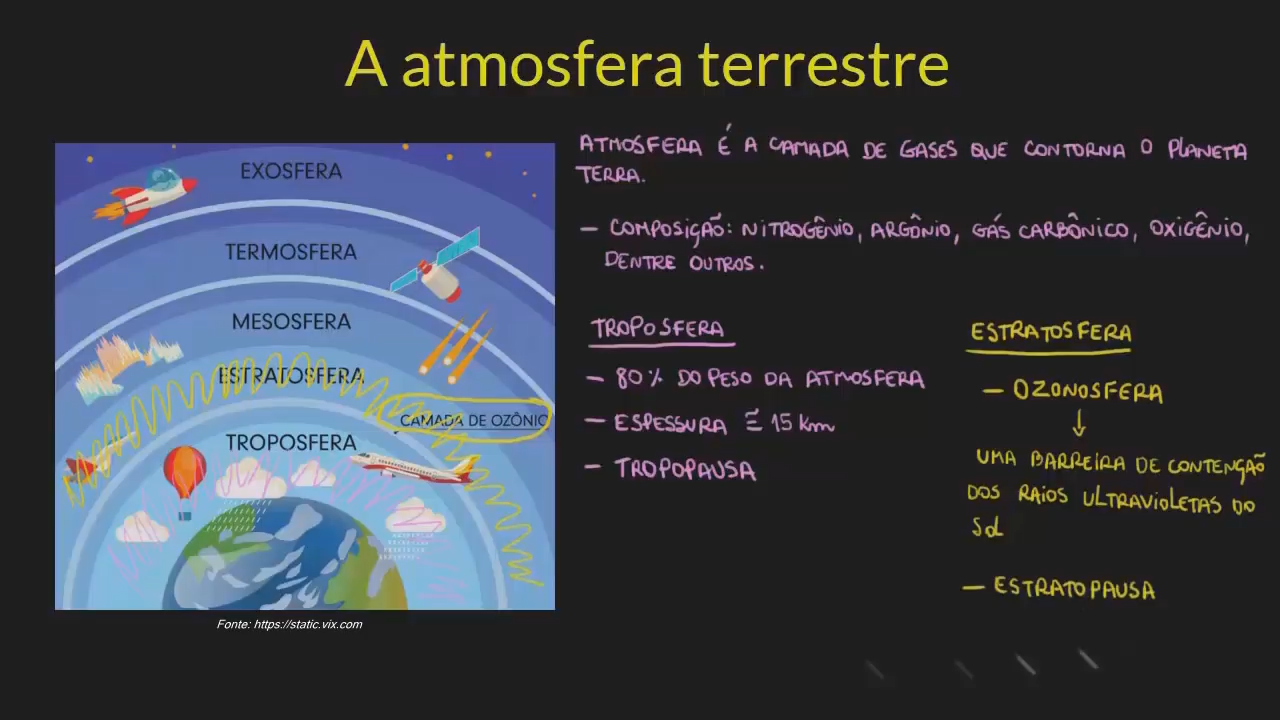 A atmosfera terrestre
EXOSFERA
TERMOSFERA
MESOSFERA
ESTRATOSFERA
CAMADA DE OZÔNIO
TROPOSFERA
Fonte: https://static.vix.com
ATMOSFERA É A CAMADA DE GASES QUE CONTORNA O PLANETA
TERRA.
– COMPOSIÇÃO: NITROGÊNIO, ARGÔNIO, GÁS CARBÔNICO, OXIGÊNIO,
DENTRE OUTROS.
TROPOSFERA
– 80% DO PESO DA ATMOSFERA
– ESPESSURA ≅ 15 km
– TROPOPAUSA
ESTRATOSFERA
– OZONOSFERA
↓
UMA BARREIRA DE CONTENÇÃO
DOS RAIOS ULTRAVIOLETAS DO
Sol
– ESTRATOPAUSA